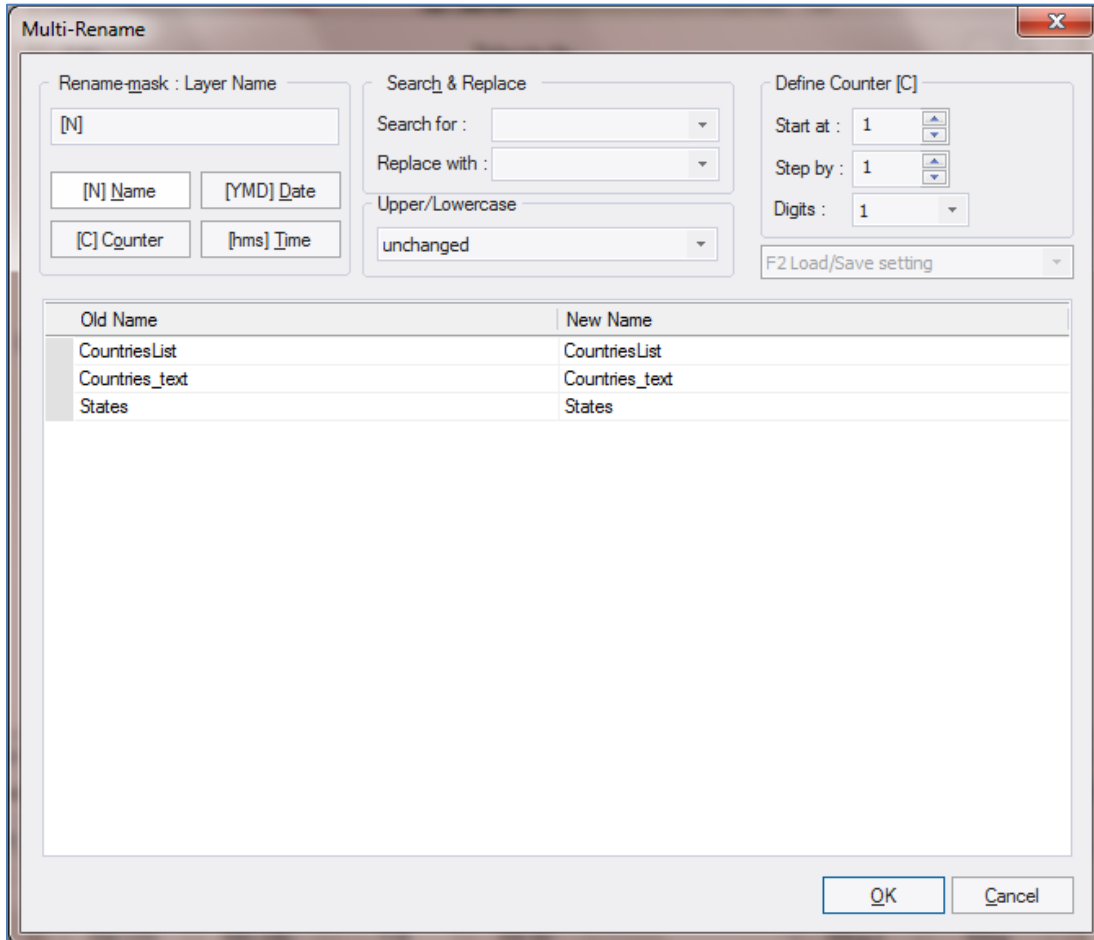 Multi-Rename
Rename-mask : Layer Name
[N]
[N] Name
[YMD] Date
[C] Counter
[hms] Time
Search & Replace
Search for :
Replace with :
Upper/Lowercase
unchanged
Define Counter [C]
Start at : 1
Step by : 1
Digits : 1
F2 Load/Save setting
Old Name New Name
CountriesList CountriesList
Countries_text Countries_text
States States
OK Cancel